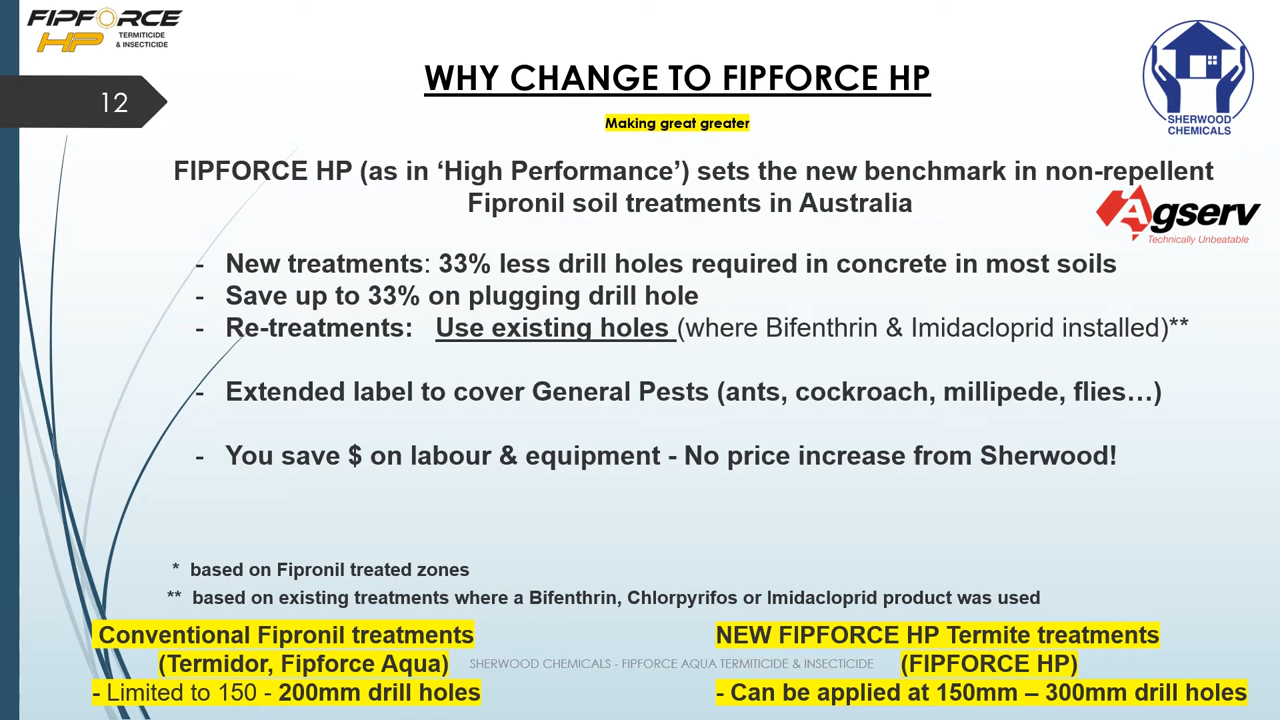 FIPFORCE
HP TERMITICIDE
& INSECTICIDE
12
WHY CHANGE TO FIPFORCE HP
Making great greater
SHERWOOD
CHEMICALS
FIPFORCE HP (as in ‘High Performance’) sets the new benchmark in non-repellent
Fipronil soil treatments in Australia
Agserv
Technically Unbeatable
- New treatments: 33% less drill holes required in concrete in most soils
- Save up to 33% on plugging drill hole
- Re-treatments: Use existing holes (where Bifenthrin & Imidacloprid installed)**
- Extended label to cover General Pests (ants, cockroach, millipede, flies…)
- You save $ on labour & equipment - No price increase from Sherwood!
* based on Fipronil treated zones
** based on existing treatments where a Bifenthrin, Chlorpyrifos or Imidacloprid product was used
Conventional Fipronil treatments
(Termidor, Fipforce Aqua)
- Limited to 150 - 200mm drill holes
SHERWOOD CHEMICALS - FIPFORCE AQUA TERMITICIDE & INSECTICIDE
NEW FIPFORCE HP Termite treatments
(FIPFORCE HP)
- Can be applied at 150mm – 300mm drill holes